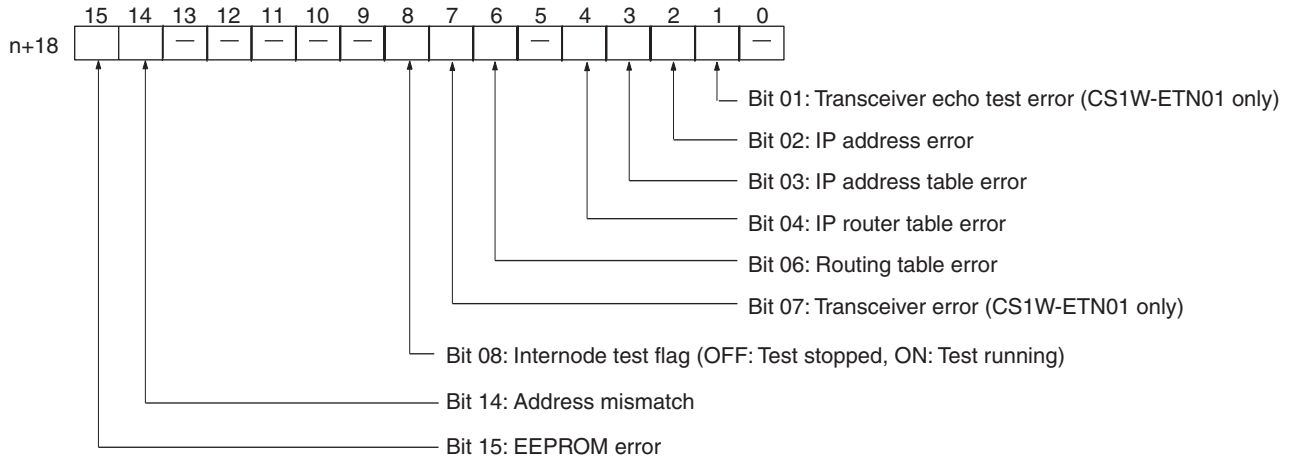 15 14 13 12 11 10 9 8 7 6 5 4 3 2 1 0
n+18 — — — — — — —
Bit 01: Transceiver echo test error (CS1W-ETN01 only)
Bit 02: IP address error
Bit 03: IP address table error
Bit 04: IP router table error
Bit 06: Routing table error
Bit 07: Transceiver error (CS1W-ETN01 only)
Bit 08: Internode test flag (OFF: Test stopped, ON: Test running)
Bit 14: Address mismatch
Bit 15: EEPROM error